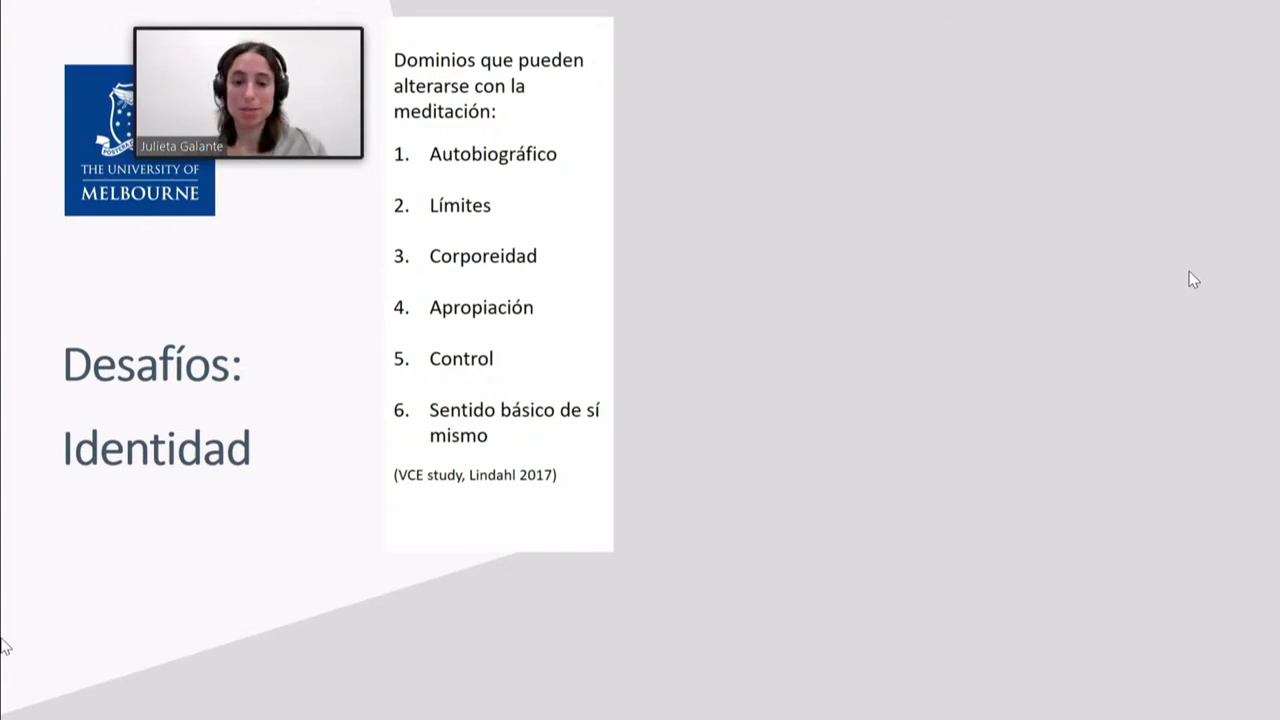 Julieta Galante
THE UNIVERSITY OF
MELBOURNE
Desafíos:
Identidad
Dominios que pueden
alterarse con la
meditación:
1. Autobiográfico
2. Límites
3. Corporeidad
4. Apropiación
5. Control
6. Sentido básico de sí
mismo
(VCE study, Lindahl 2017)